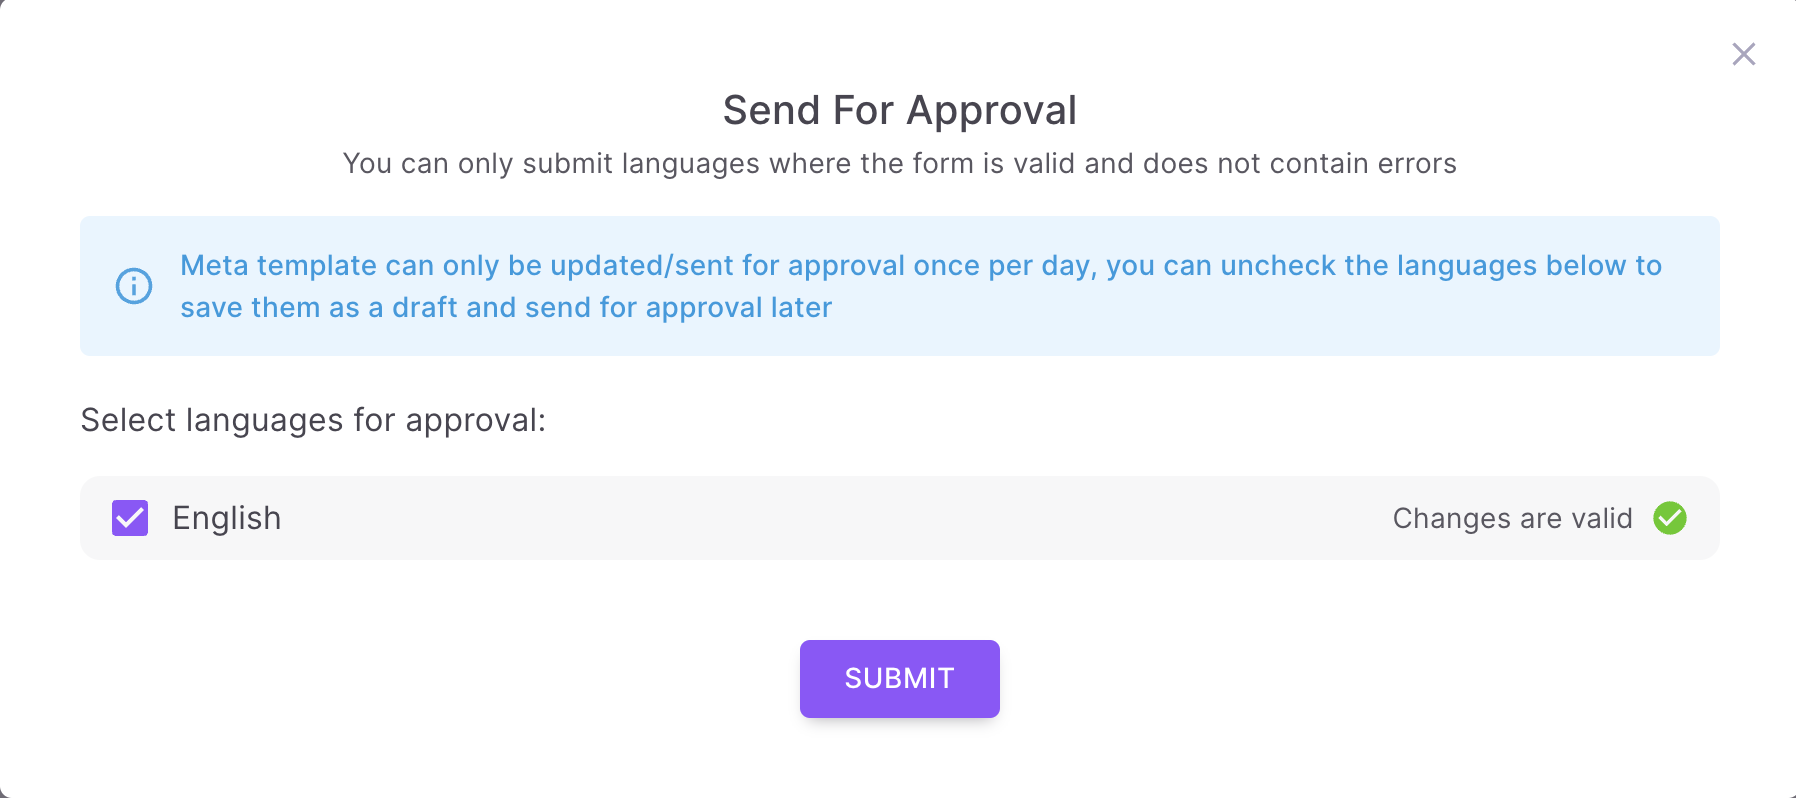 Send For Approval
You can only submit languages where the form is valid and does not contain errors
Meta template can only be updated/sent for approval once per day, you can uncheck the languages below to
save them as a draft and send for approval later
Select languages for approval:
English
Changes are valid
SUBMIT